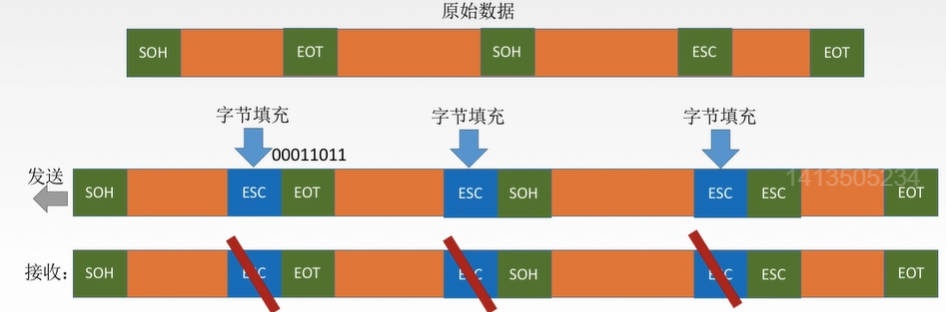 原始数据
SOH EOT SOH ESC EOT
字节填充 字节填充 字节填充
00011011
发送
SOH ESC EOT ESC SOH ESC ESC EOT
1413505234
接收: SOH ESC EOT ESC SOH ESC ESC EOT